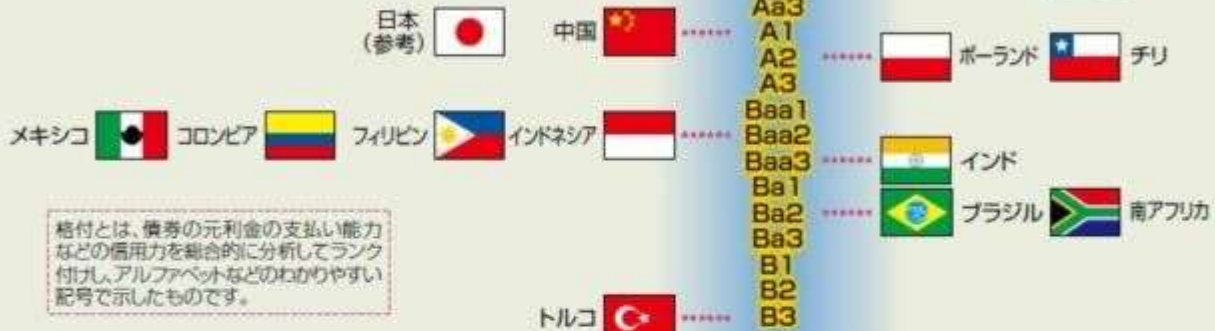 Aa3
日本
(参考)
中国
A1
A2
ポーランド
チリ
A3
Baa1
メキシコ
コロンビア
フィリピン
インドネシア
Baa2
Baa3
インド
Ba1
Ba2
ブラジル
南アフリカ
Ba3
格付とは、債券の元利金の支払い能力
などの信用力を総合的に分析してランク
付けし、アルファベットなどのわかりやすい
記号で示したものです。
B1
B2
トルコ
B3